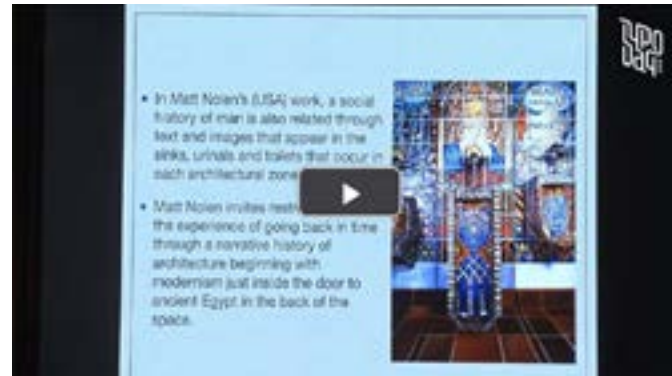 • In Matt Nolen's (USA) work, a social
history of man is also related through
text and images that appear in the
sinks, urinals and toilets that occur in
each architectural zone
• Matt Nolen invites
the experience of going back in time
through a narrative history of
architecture beginning with
modernism just inside the door to
ancient Egypt in the back of the
space.
TYPO
DAY